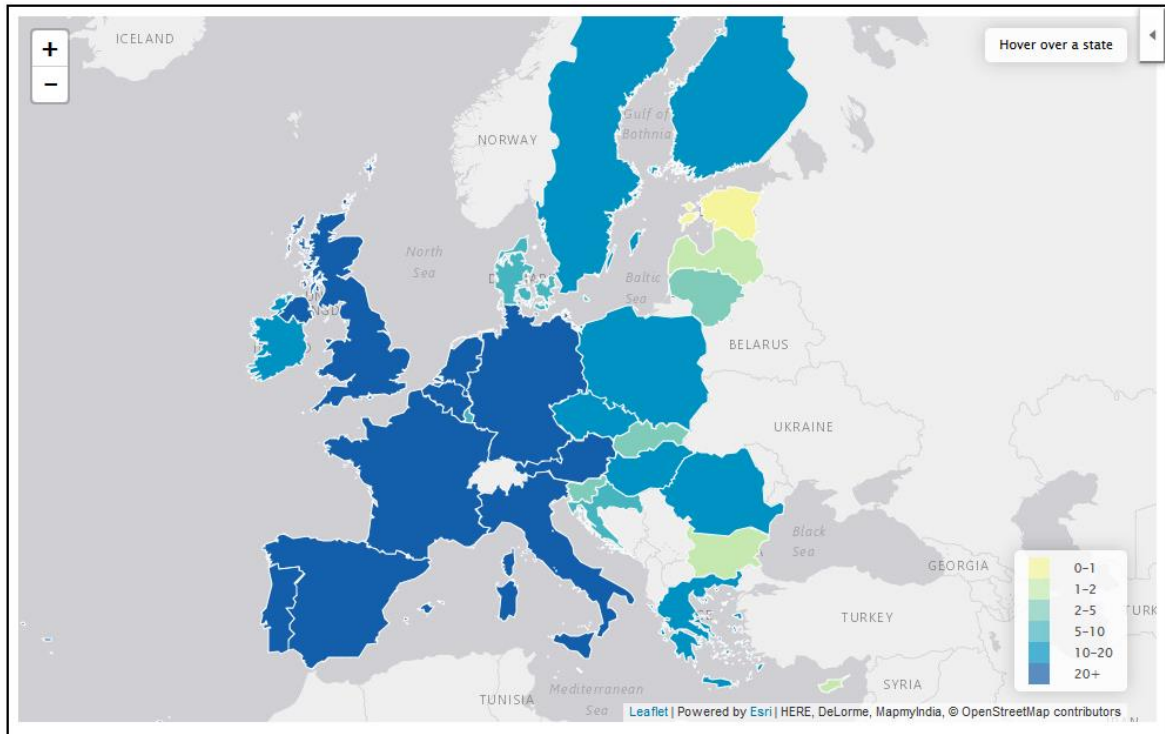 ICELAND
+
−
Hover over a state
Gulf of
Bothnia
NORWAY
North
Sea
Baltic
Sea
BELARUS
UKRAINE
Black
Sea
GEORGIA
TURKEY
SYRIA
TUNISIA
Mediterranean
Sea
0–1
1–2
2–5
5–10
10–20
20+
Leaflet | Powered by Esri | HERE, DeLorme, MapmyIndia, © OpenStreetMap contributors